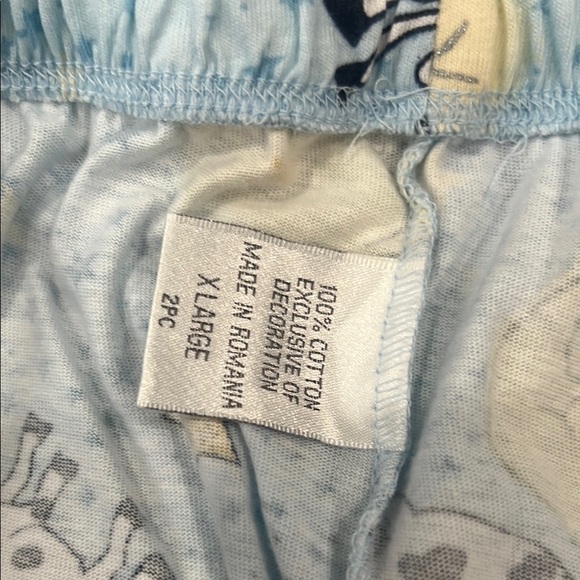 100% COTTON
EXCLUSIVE OF
DECORATION
MADE IN ROMANIA
X LARGE
2PC